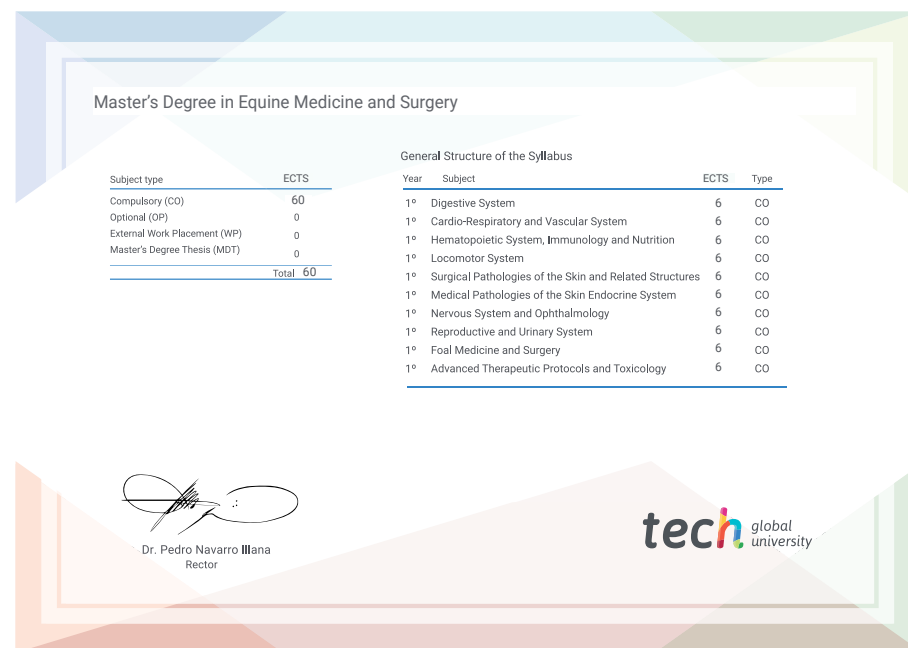 Master's Degree in Equine Medicine and Surgery
Subject type ECTS
Compulsory (CO) 60
Optional (OP) 0
External Work Placement (WP) 0
Master's Degree Thesis (MDT) 0
Total 60
General Structure of the Syllabus
Year Subject ECTS Type
1º Digestive System 6 CO
1º Cardio-Respiratory and Vascular System 6 CO
1º Hematopoietic System, Immunology and Nutrition 6 CO
1º Locomotor System 6 CO
1º Surgical Pathologies of the Skin and Related Structures 6 CO
1º Medical Pathologies of the Skin Endocrine System 6 CO
1º Nervous System and Ophthalmology 6 CO
1º Reproductive and Urinary System 6 CO
1º Foal Medicine and Surgery 6 CO
1º Advanced Therapeutic Protocols and Toxicology 6 CO
Dr. Pedro Navarro Illana
Rector
tech global
university